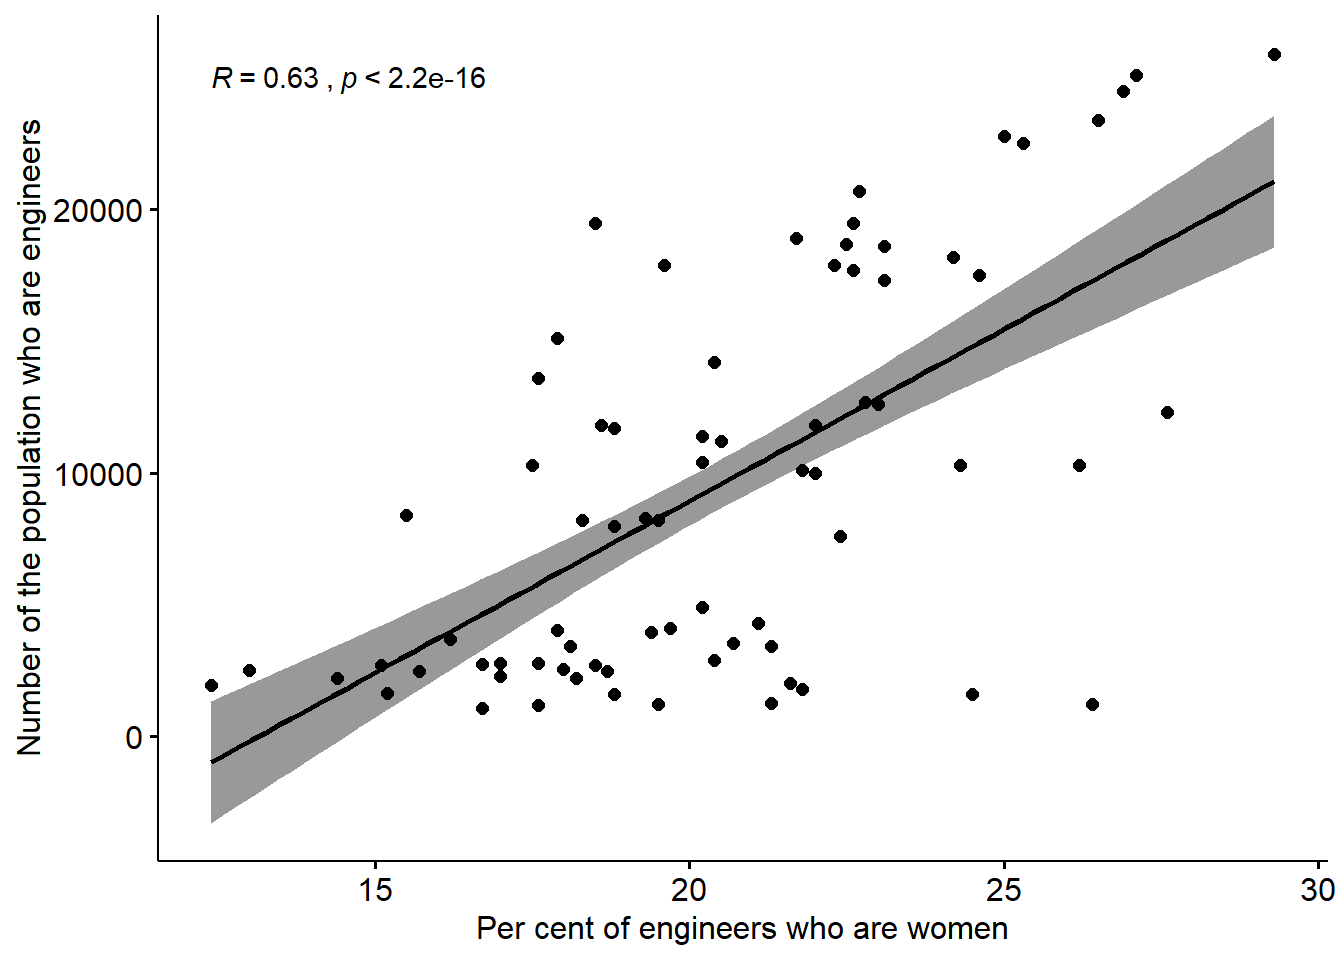 R = 0.63 , p < 2.2e-16
Number of the population who are engineers
20000
10000
0
15 20 25 30
Per cent of engineers who are women